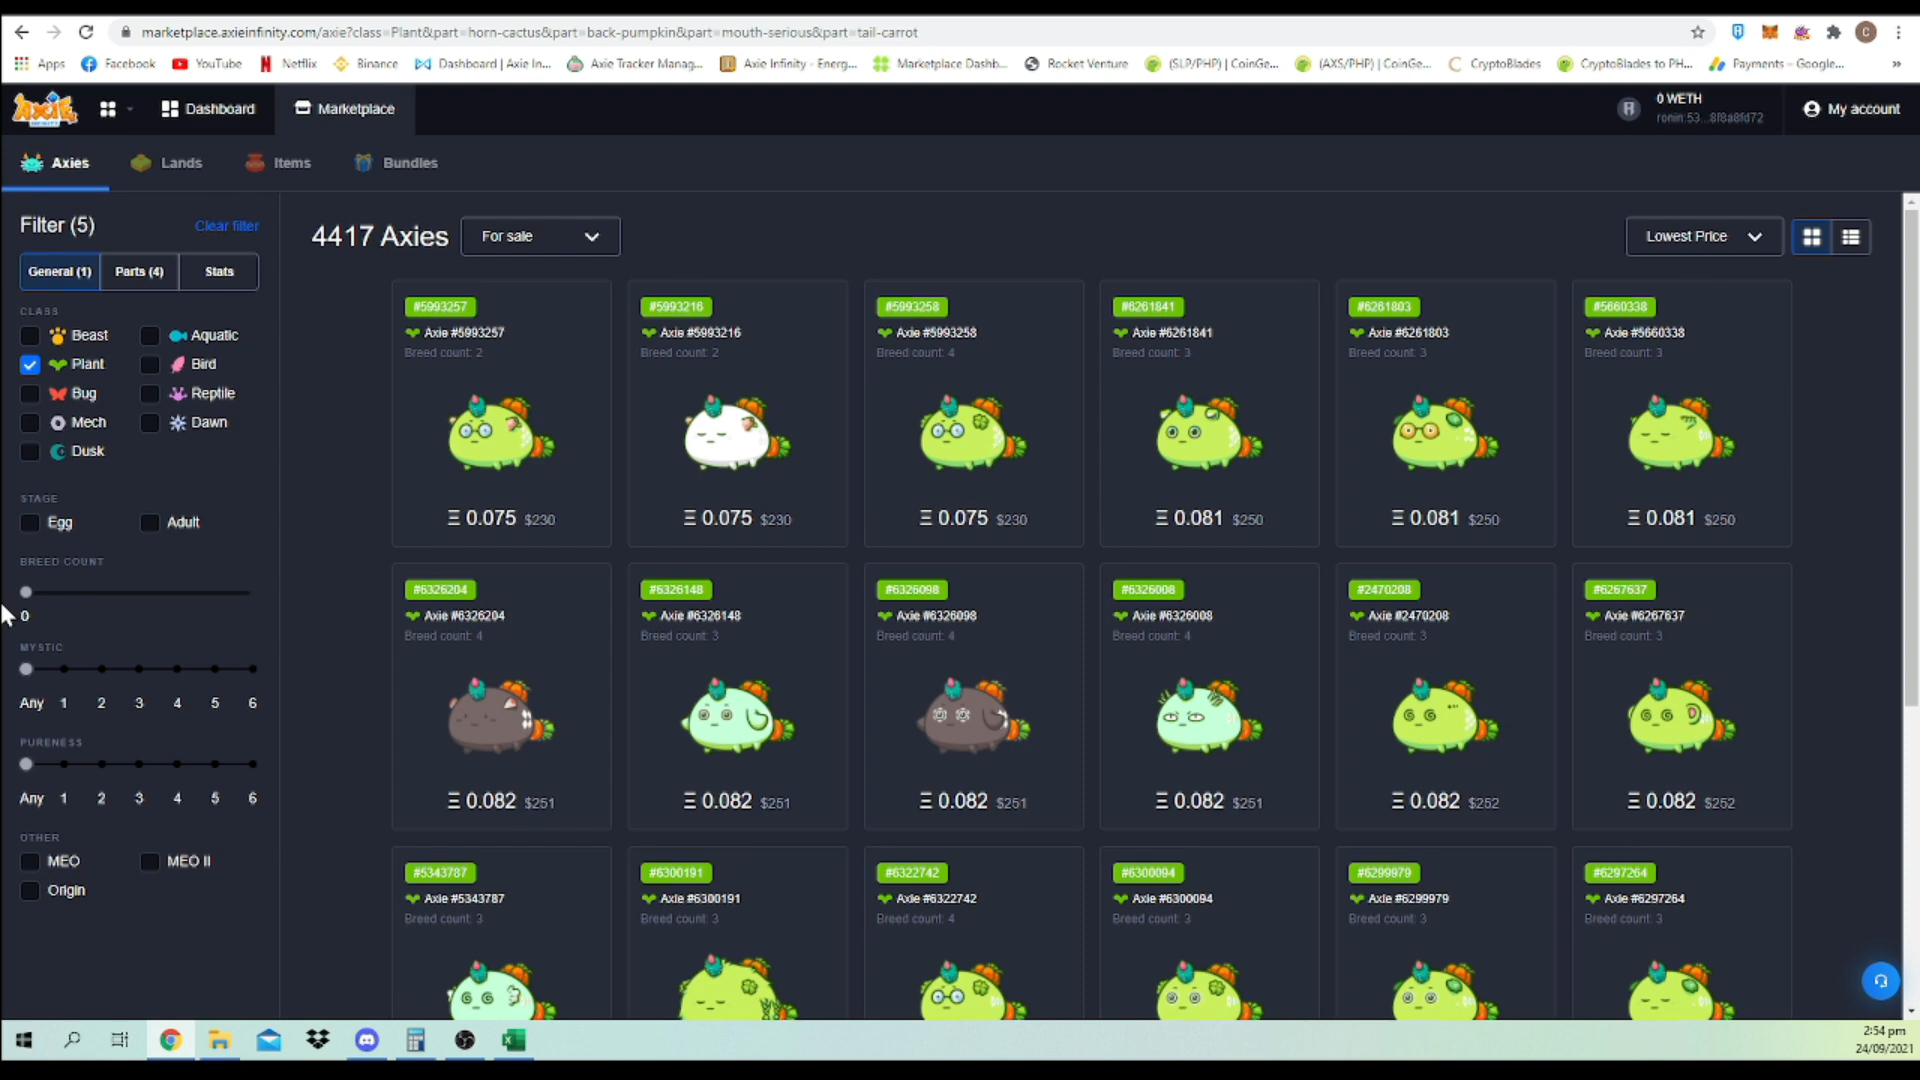 marketplace.axieinfinity.com/axie?class=Plant&part=horn-cactus&part=back-pumpkin&part=mouth-serious&part=tail-carrot
Apps Facebook YouTube Netflix Binance Dashboard | Axie In... Axie Tracker Manag... Axie Infinity - Energ... Marketplace Dashb... Rocket Venture (SLP/PHP) | CoinGe... (AXS/PHP) | CoinGe... CryptoBlades CryptoBlades to PH... Payments – Google... »
AXIE INFINITY Dashboard Marketplace 0 WETH My account
ronin:53...8f8a8fd72
Axies Lands Items Bundles
Filter (5) Clear filter
General (1) Parts (4) Stats
CLASS
Beast Aquatic
Plant Bird
Bug Reptile
Mech Dawn
Dusk
STAGE
Egg Adult
BREED COUNT
0
MYSTIC
Any 1 2 3 4 5 6
PURENESS
Any 1 2 3 4 5 6
OTHER
MEO MEO II
Origin
4417 Axies For sale Lowest Price
#5993257 #5993216 #5993258 #6261841 #6261803 #5660338
Axie #5993257 Axie #5993216 Axie #5993258 Axie #6261841 Axie #6261803 Axie #5660338
Breed count: 2 Breed count: 2 Breed count: 4 Breed count: 3 Breed count: 3 Breed count: 3
Ξ 0.075 $230 Ξ 0.075 $230 Ξ 0.075 $230 Ξ 0.081 $250 Ξ 0.081 $250 Ξ 0.081 $250
#6326204 #6326148 #6326098 #6326008 #2470208 #6267637
Axie #6326204 Axie #6326148 Axie #6326098 Axie #6326008 Axie #2470208 Axie #6267637
Breed count: 4 Breed count: 3 Breed count: 4 Breed count: 4 Breed count: 3 Breed count: 3
Ξ 0.082 $251 Ξ 0.082 $251 Ξ 0.082 $251 Ξ 0.082 $251 Ξ 0.082 $252 Ξ 0.082 $252
#5343787 #6300191 #6322742 #6300094 #6299979 #6297264
Axie #5343787 Axie #6300191 Axie #6322742 Axie #6300094 Axie #6299979 Axie #6297264
Breed count: 3 Breed count: 3 Breed count: 4 Breed count: 3 Breed count: 3 Breed count: 3
2:54 pm
24/09/2021